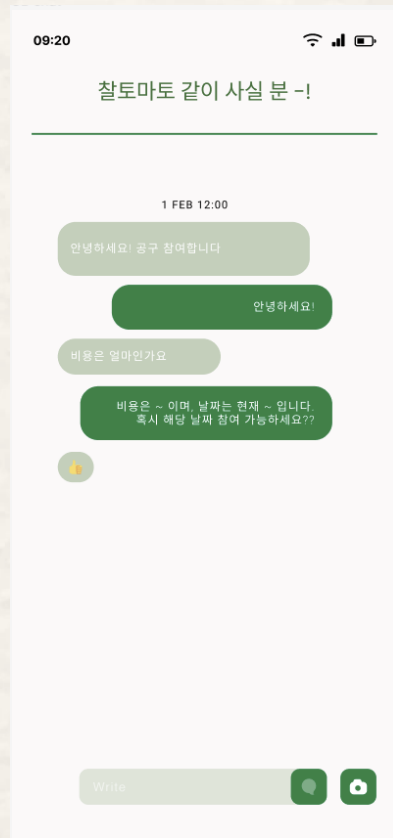 09:20
찰토마토 같이 사실 분 -!
1 FEB 12:00
안녕하세요! 공구 참여합니다
안녕하세요!
비용은 얼마인가요
비용은 ~ 이며, 날짜는 현재 ~ 입니다.
혹시 해당 날짜 참여 가능하세요??
Write